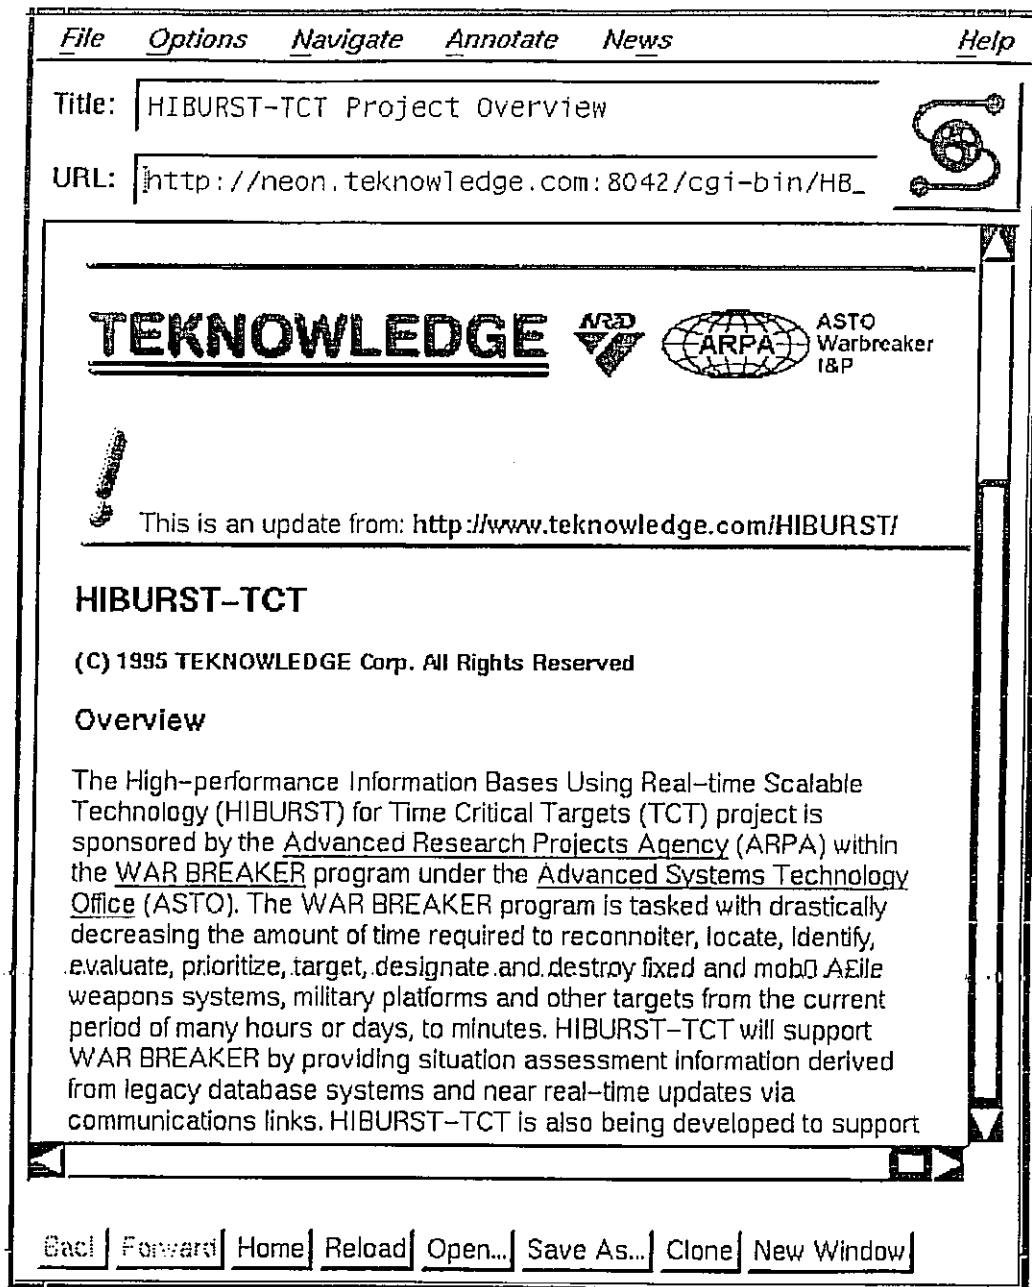 File Options Navigate Annotate News Help
Title: HIBURST-TCT Project Overview
URL: http://neon.teknowledge.com:8042/cgi-bin/HB_
TEKNOWLEDGE NRaD ARPA ASTO
Warbreaker
I&P
!
This is an update from: http://www.teknowledge.com/HIBURST/
HIBURST-TCT
(C) 1995 TEKNOWLEDGE Corp. All Rights Reserved
Overview
The High-performance Information Bases Using Real-time Scalable
Technology (HIBURST) for Time Critical Targets (TCT) project is
sponsored by the Advanced Research Projects Agency (ARPA) within
the WAR BREAKER program under the Advanced Systems Technology
Office (ASTO). The WAR BREAKER program is tasked with drastically
decreasing the amount of time required to reconnoiter, locate, identify,
evaluate, prioritize, target, designate and destroy fixed and mob▯ A£ile
weapons systems, military platforms and other targets from the current
period of many hours or days, to minutes. HIBURST-TCT will support
WAR BREAKER by providing situation assessment information derived
from legacy database systems and near real-time updates via
communications links. HIBURST-TCT is also being developed to support
Back Forward Home Reload Open... Save As... Clone New Window